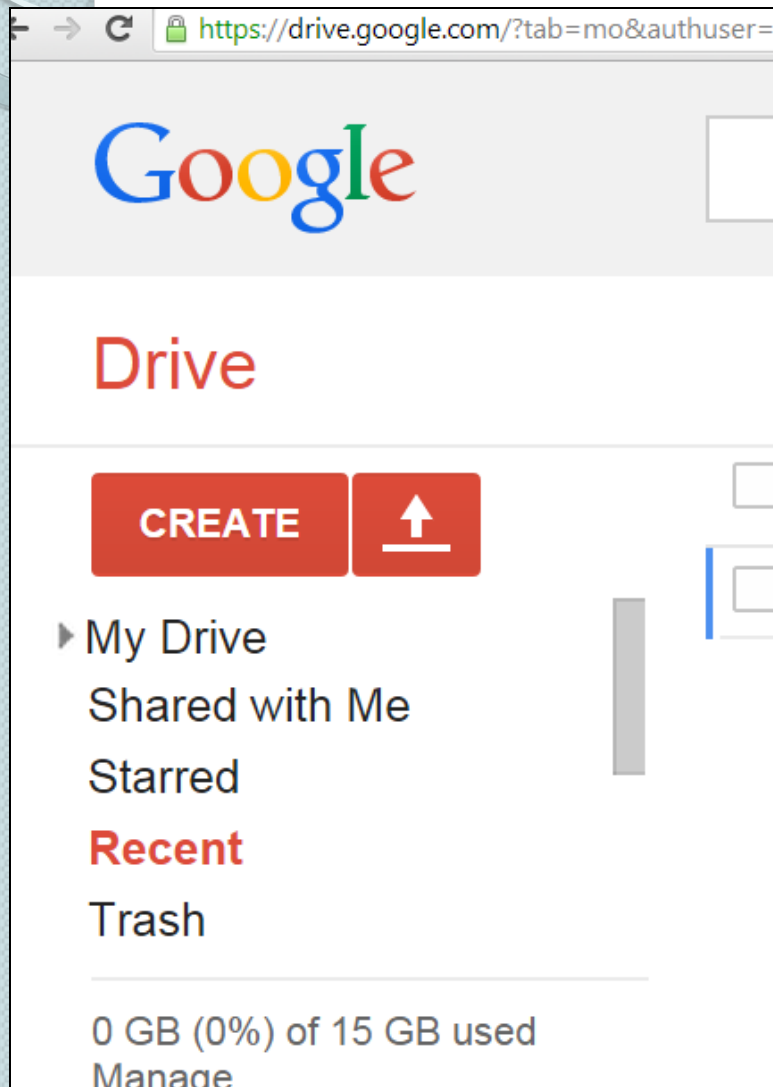 https://drive.google.com/?tab=mo&authuser=
Google
Drive
CREATE
My Drive
Shared with Me
Starred
Recent
Trash
0 GB (0%) of 15 GB used
Manage